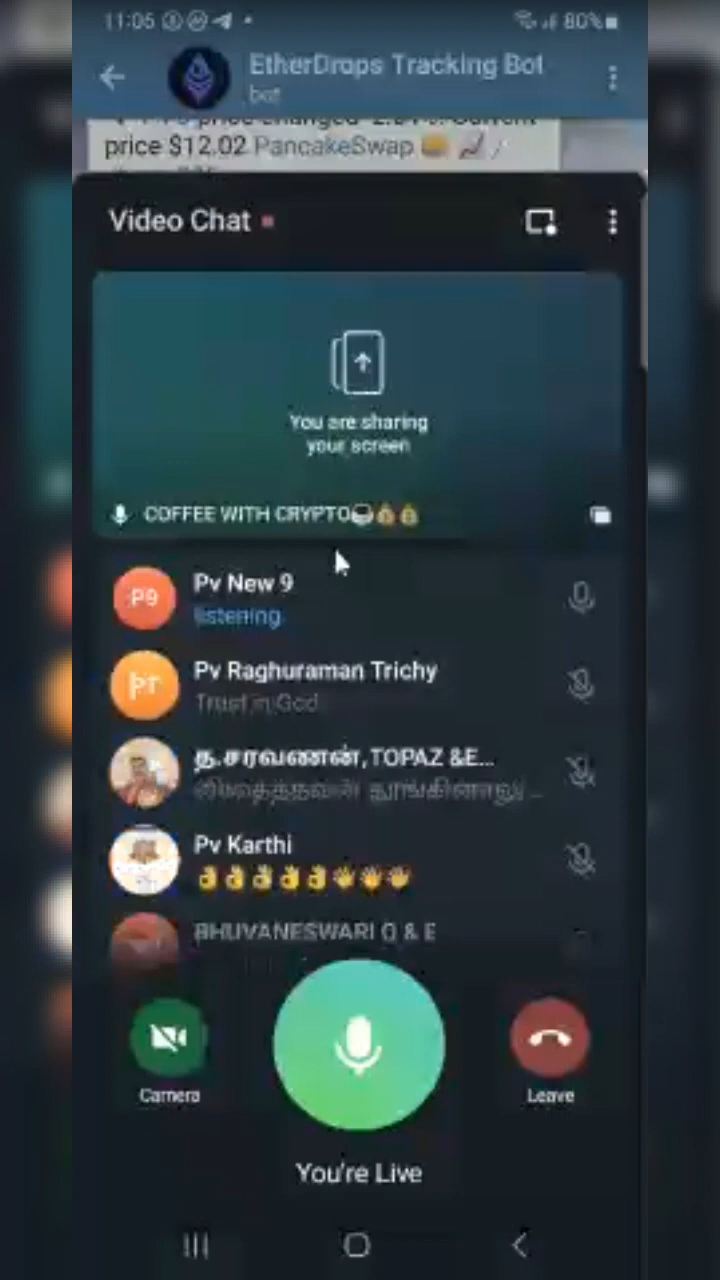 11:05
80%
EtherDrops Tracking Bot
bot
price $12.02 PancakeSwap
Video Chat
You are sharing
your screen
COFFEE WITH CRYPTO☕💰💰
P9
Pv New 9
listening
PT
Pv Raghuraman Trichy
Trust in God
த.சரவணன்,TOPAZ &E...
Pv Karthi
👌👌👌👌👌👋👋👋
BHUVANESWARI Q & E
Camera
Leave
You're Live